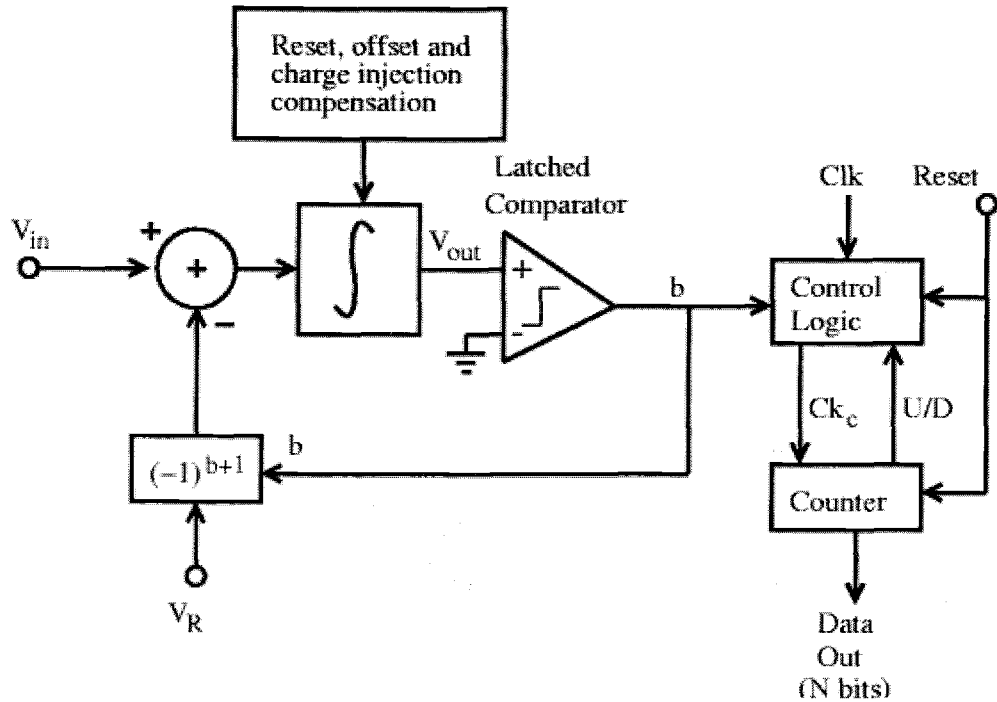 Reset, offset and
charge injection
compensation
Latched
Comparator
Clk
Reset
V_in
+
+
−
∫
V_out
+
-
b
Control
Logic
Ck_c
U/D
b
(−1)^b+1
Counter
V_R
Data
Out
(N bits)